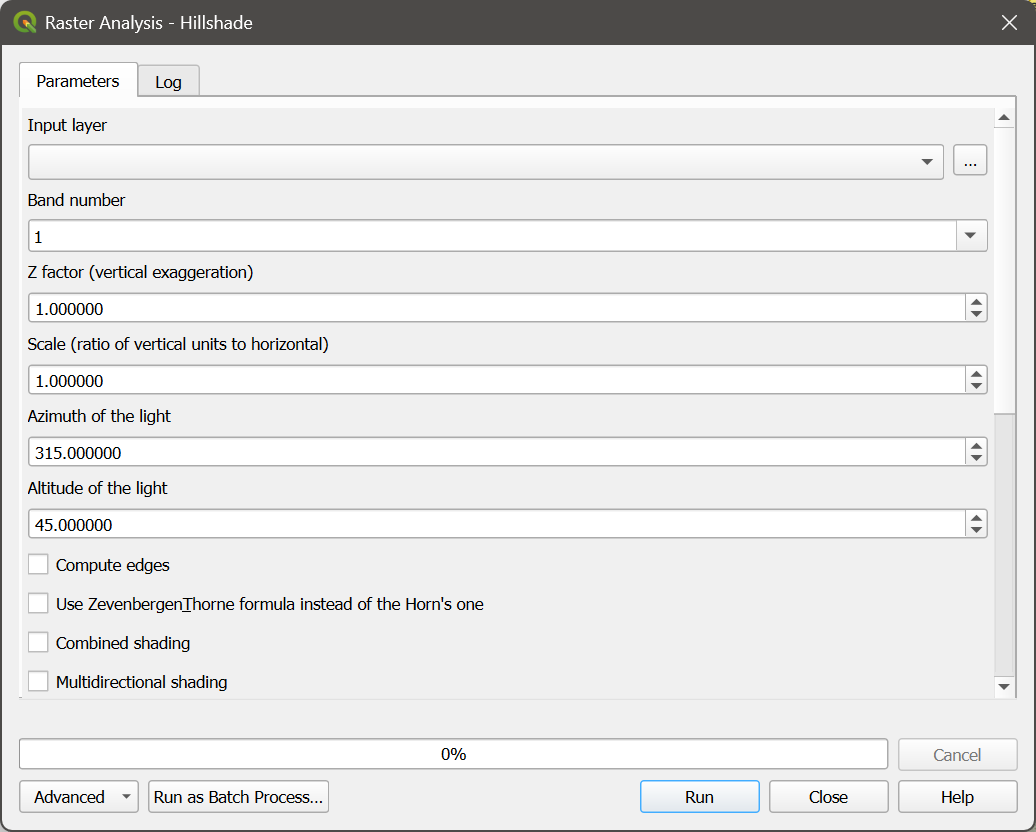 Raster Analysis - Hillshade
Parameters
Log
Input layer
...
Band number
1
Z factor (vertical exaggeration)
1.000000
Scale (ratio of vertical units to horizontal)
1.000000
Azimuth of the light
315.000000
Altitude of the light
45.000000
Compute edges
Use ZevenbergenThorne formula instead of the Horn's one
Combined shading
Multidirectional shading
0%
Cancel
Advanced
Run as Batch Process...
Run
Close
Help